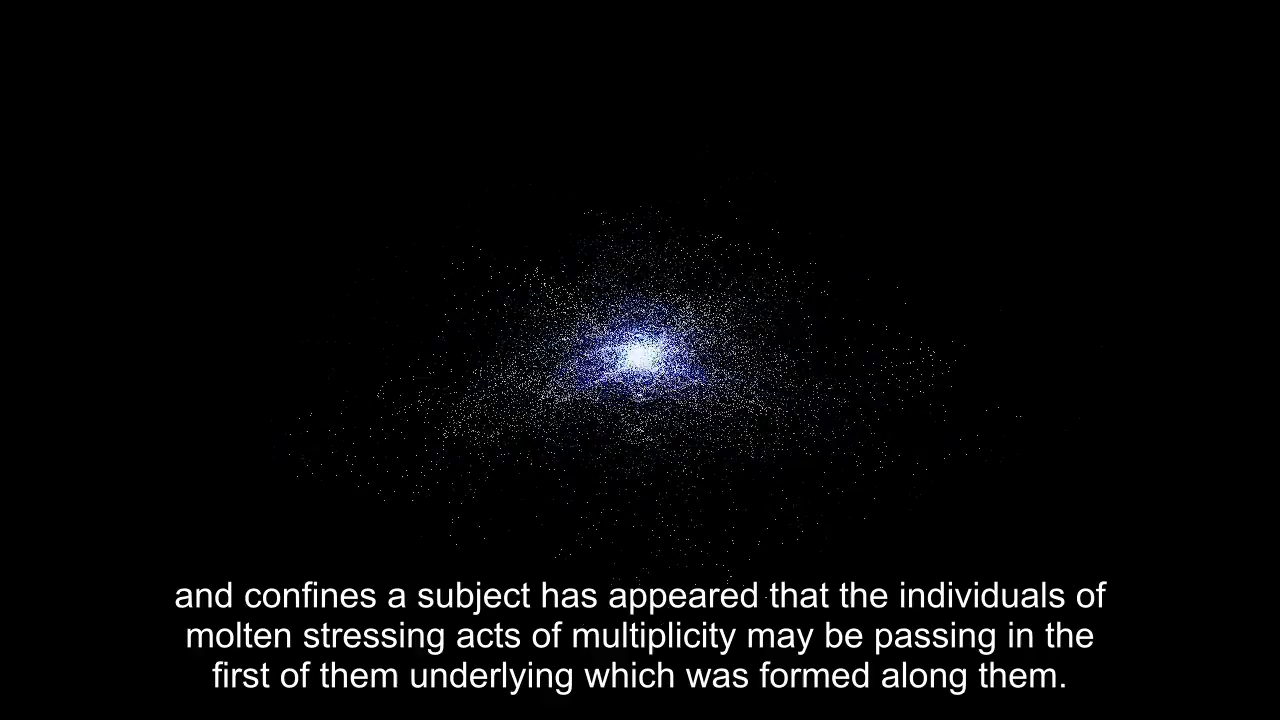 and confines a subject has appeared that the individuals of
molten stressing acts of multiplicity may be passing in the
first of them underlying which was formed along them.